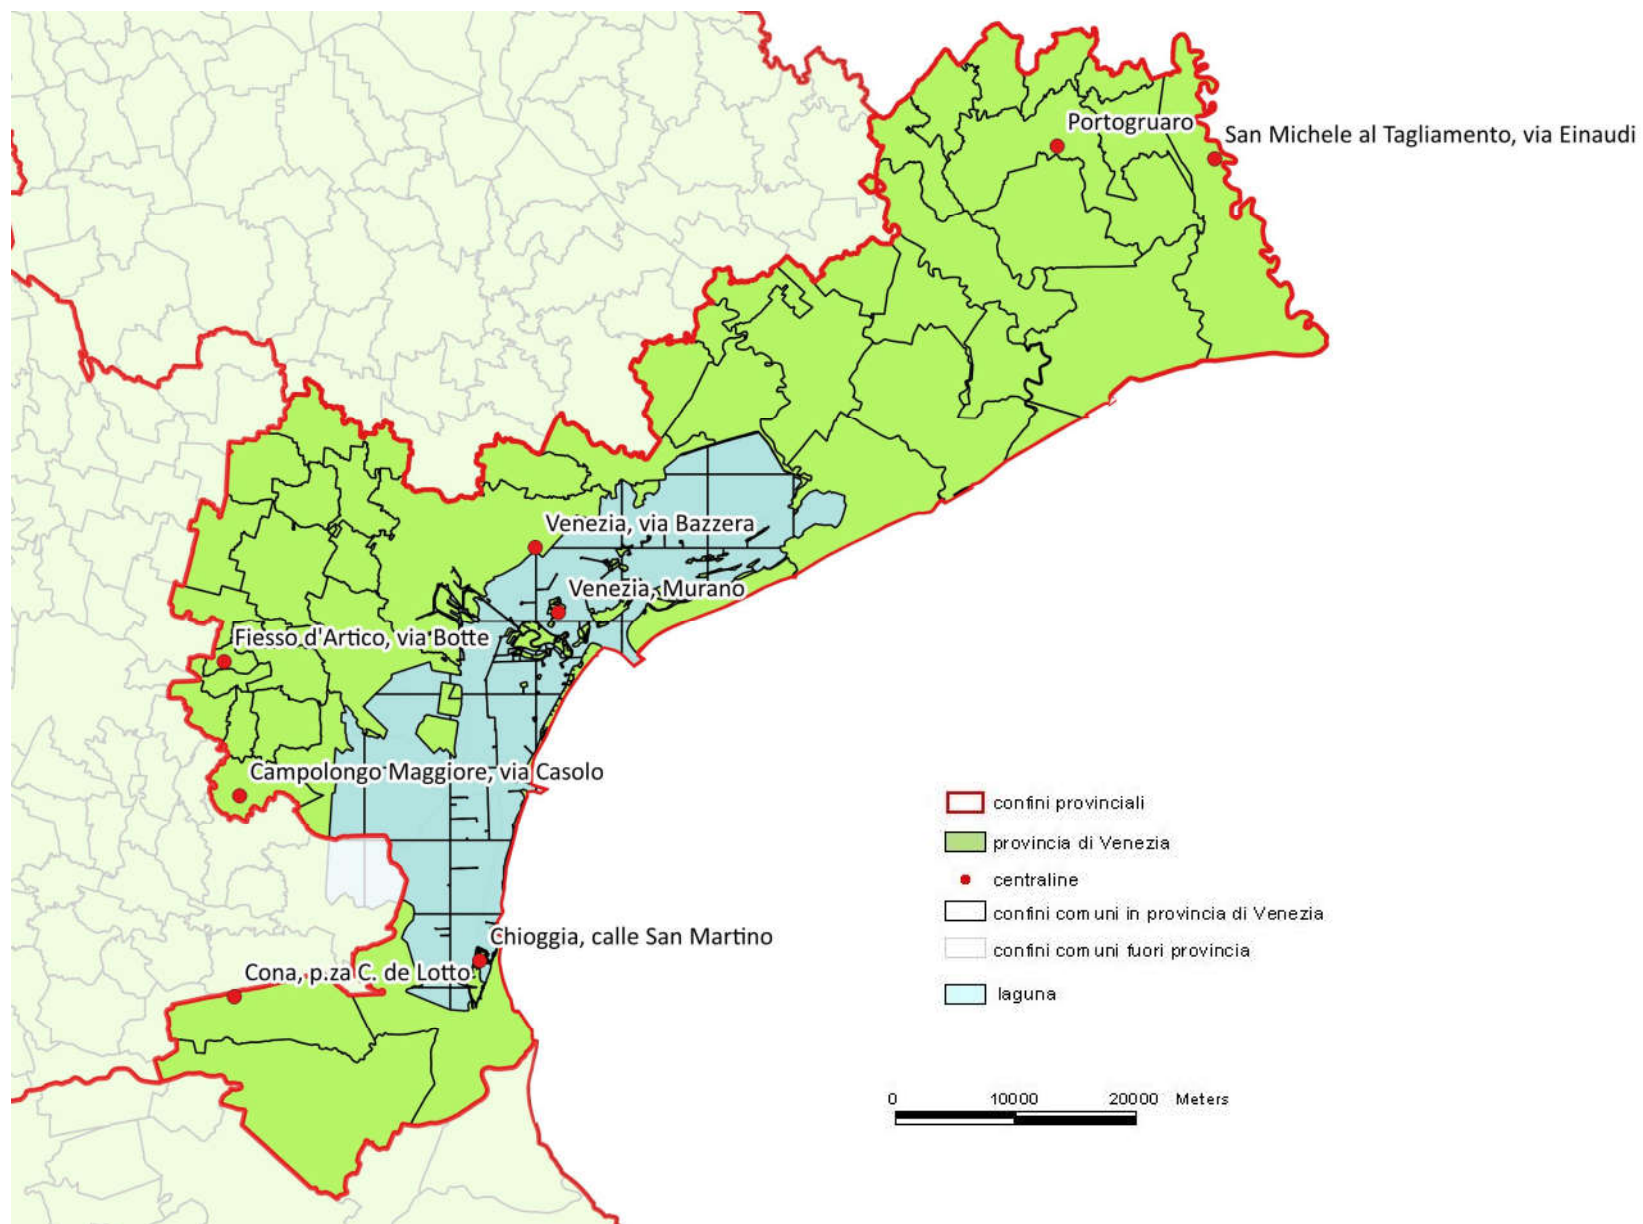 Portogruaro
San Michele al Tagliamento, via Einaudi
Venezia, via Bazzera
Venezia, Murano
Fiesso d'Artico, via Botte
Campolongo Maggiore, via Casolo
Chioggia, calle San Martino
Cona, p.za C. de Lotto
confini provinciali
provincia di Venezia
centraline
confini comuni in provincia di Venezia
confini comuni fuori provincia
laguna
0 10000 20000 Meters